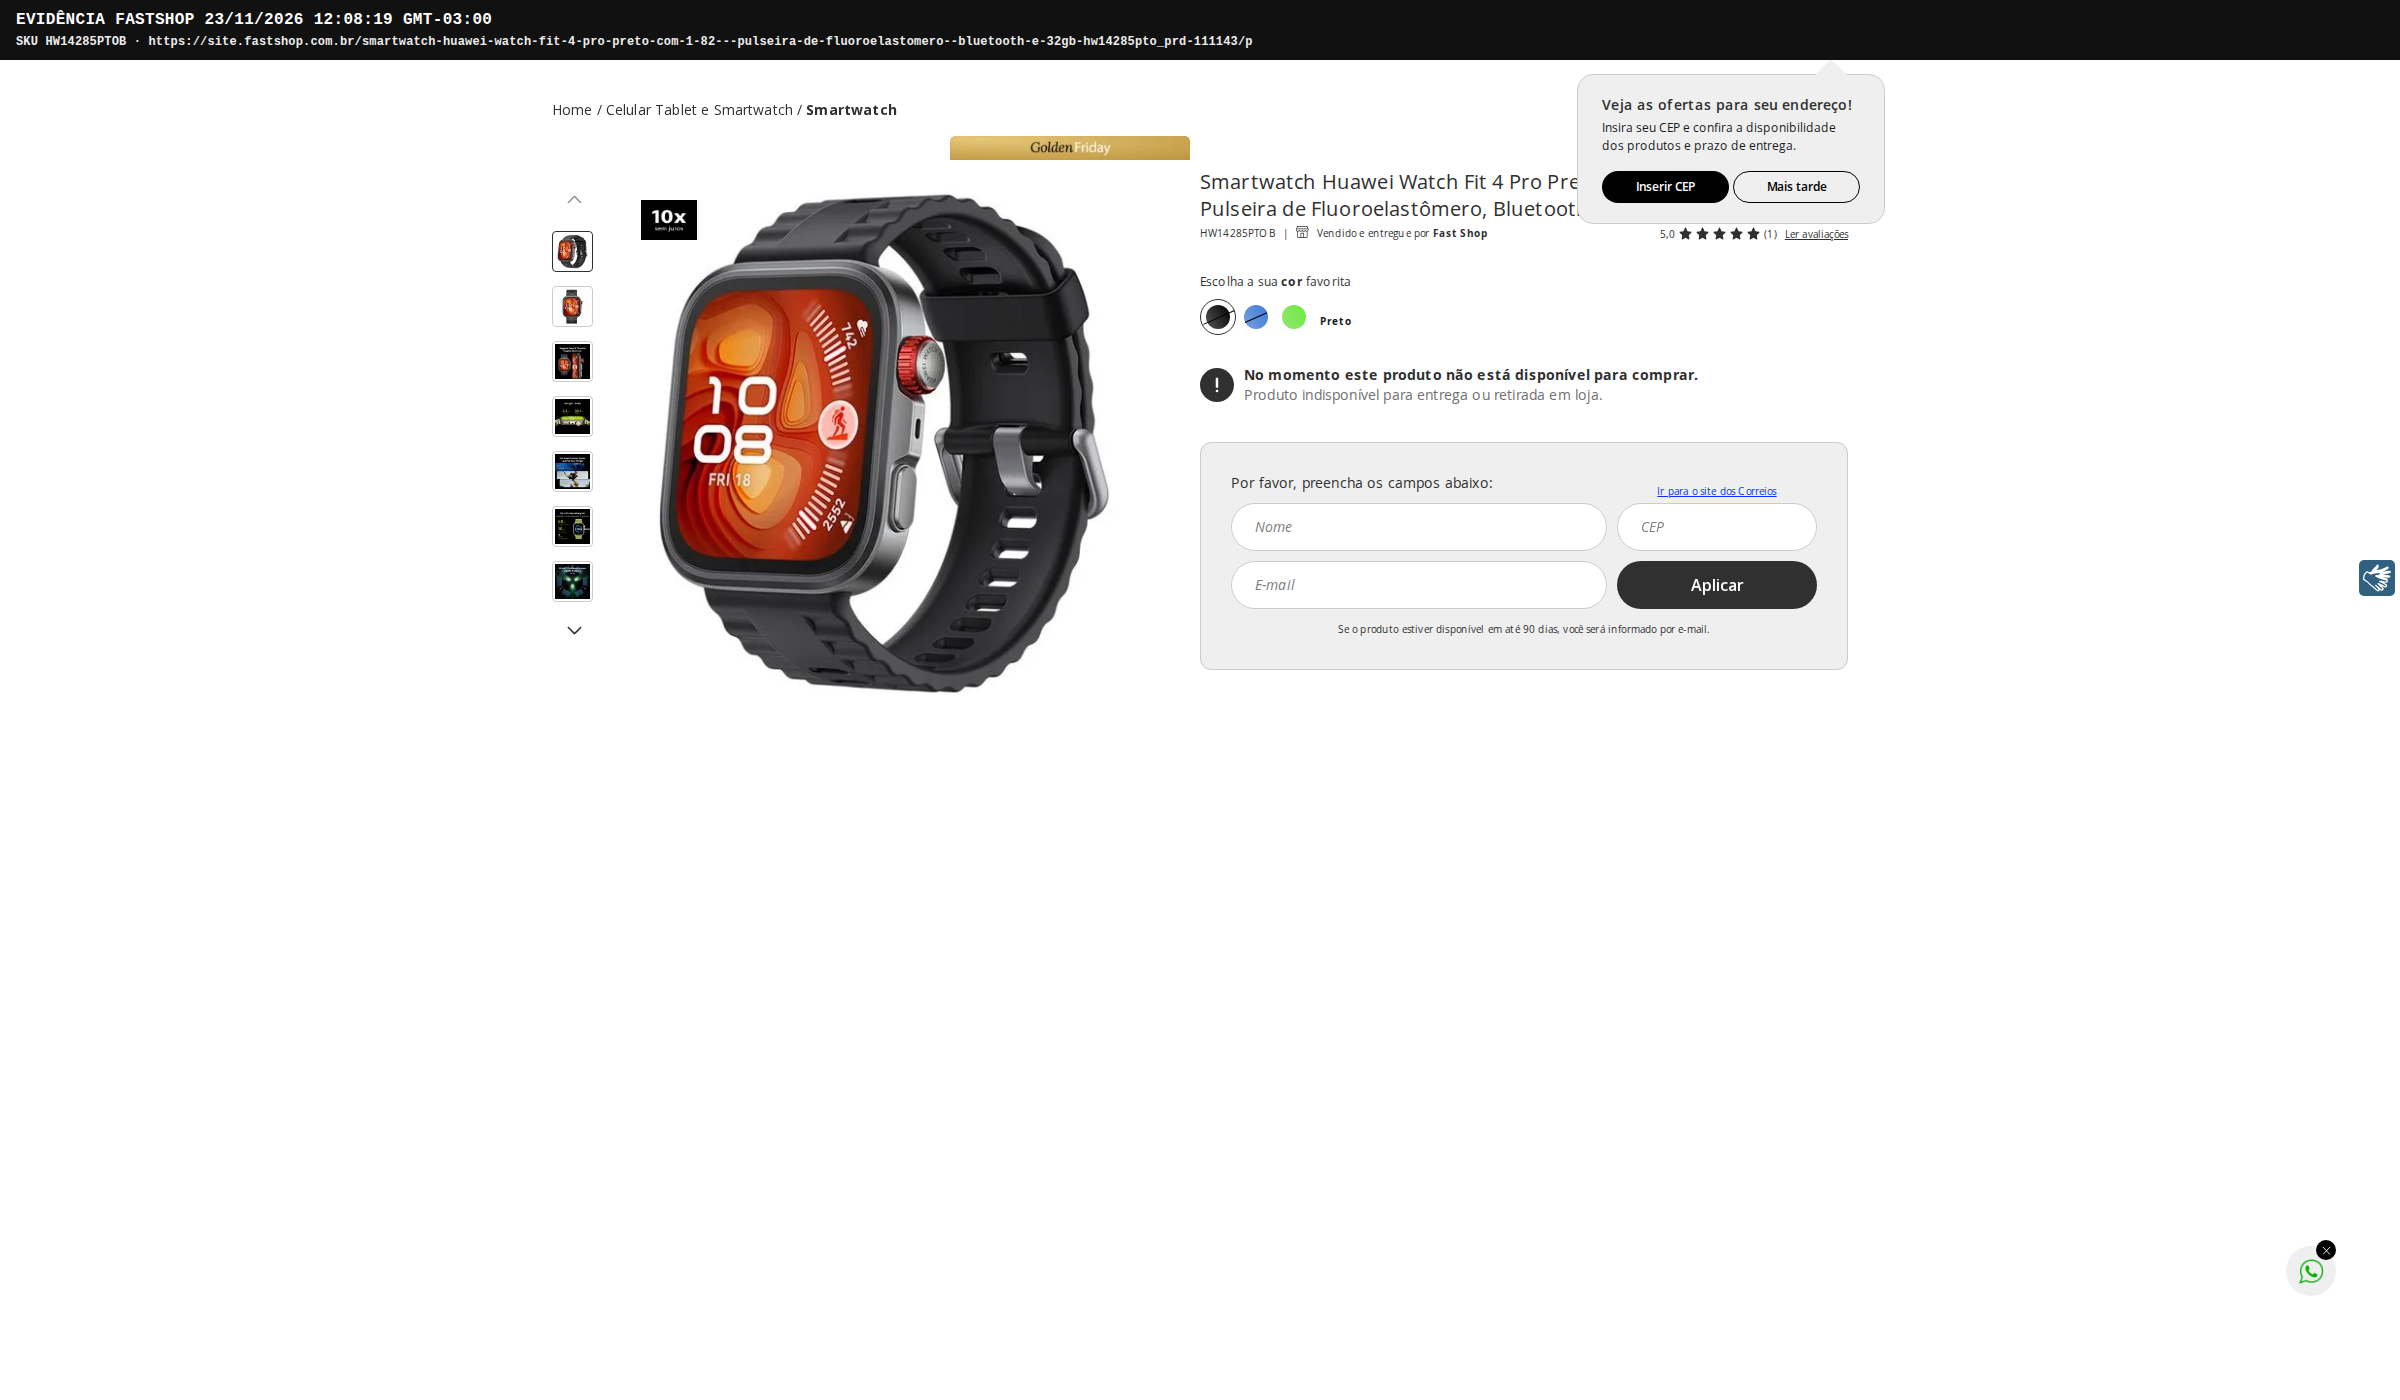 EVIDÊNCIA FASTSHOP 23/11/2026 12:08:19 GMT-03:00
SKU HW14285PTOB · https://site.fastshop.com.br/smartwatch-huawei-watch-fit-4-pro-preto-com-1-82---pulseira-de-fluoroelastomero--bluetooth-e-32gb-hw14285pto_prd-111143/p
Home / Celular Tablet e Smartwatch / Smartwatch
Veja as ofertas para seu endereço!
Insira seu CEP e confira a disponibilidade
dos produtos e prazo de entrega.
Inserir CEP
Mais tarde
Golden Friday
10x
sem juros
Smartwatch Huawei Watch Fit 4 Pro Pre
Pulseira de Fluoroelastômero, Bluetoot
HW14285PTOB | Vendido e entregue por Fast Shop
5,0 (1) Ler avaliações
Escolha a sua cor favorita
Preto
No momento este produto não está disponível para comprar.
Produto indisponível para entrega ou retirada em loja.
Por favor, preencha os campos abaixo:
Ir para o site dos Correios
Nome
CEP
E-mail
Aplicar
Se o produto estiver disponível em até 90 dias, você será informado por e-mail.
742
10
08
FRI 18
2552